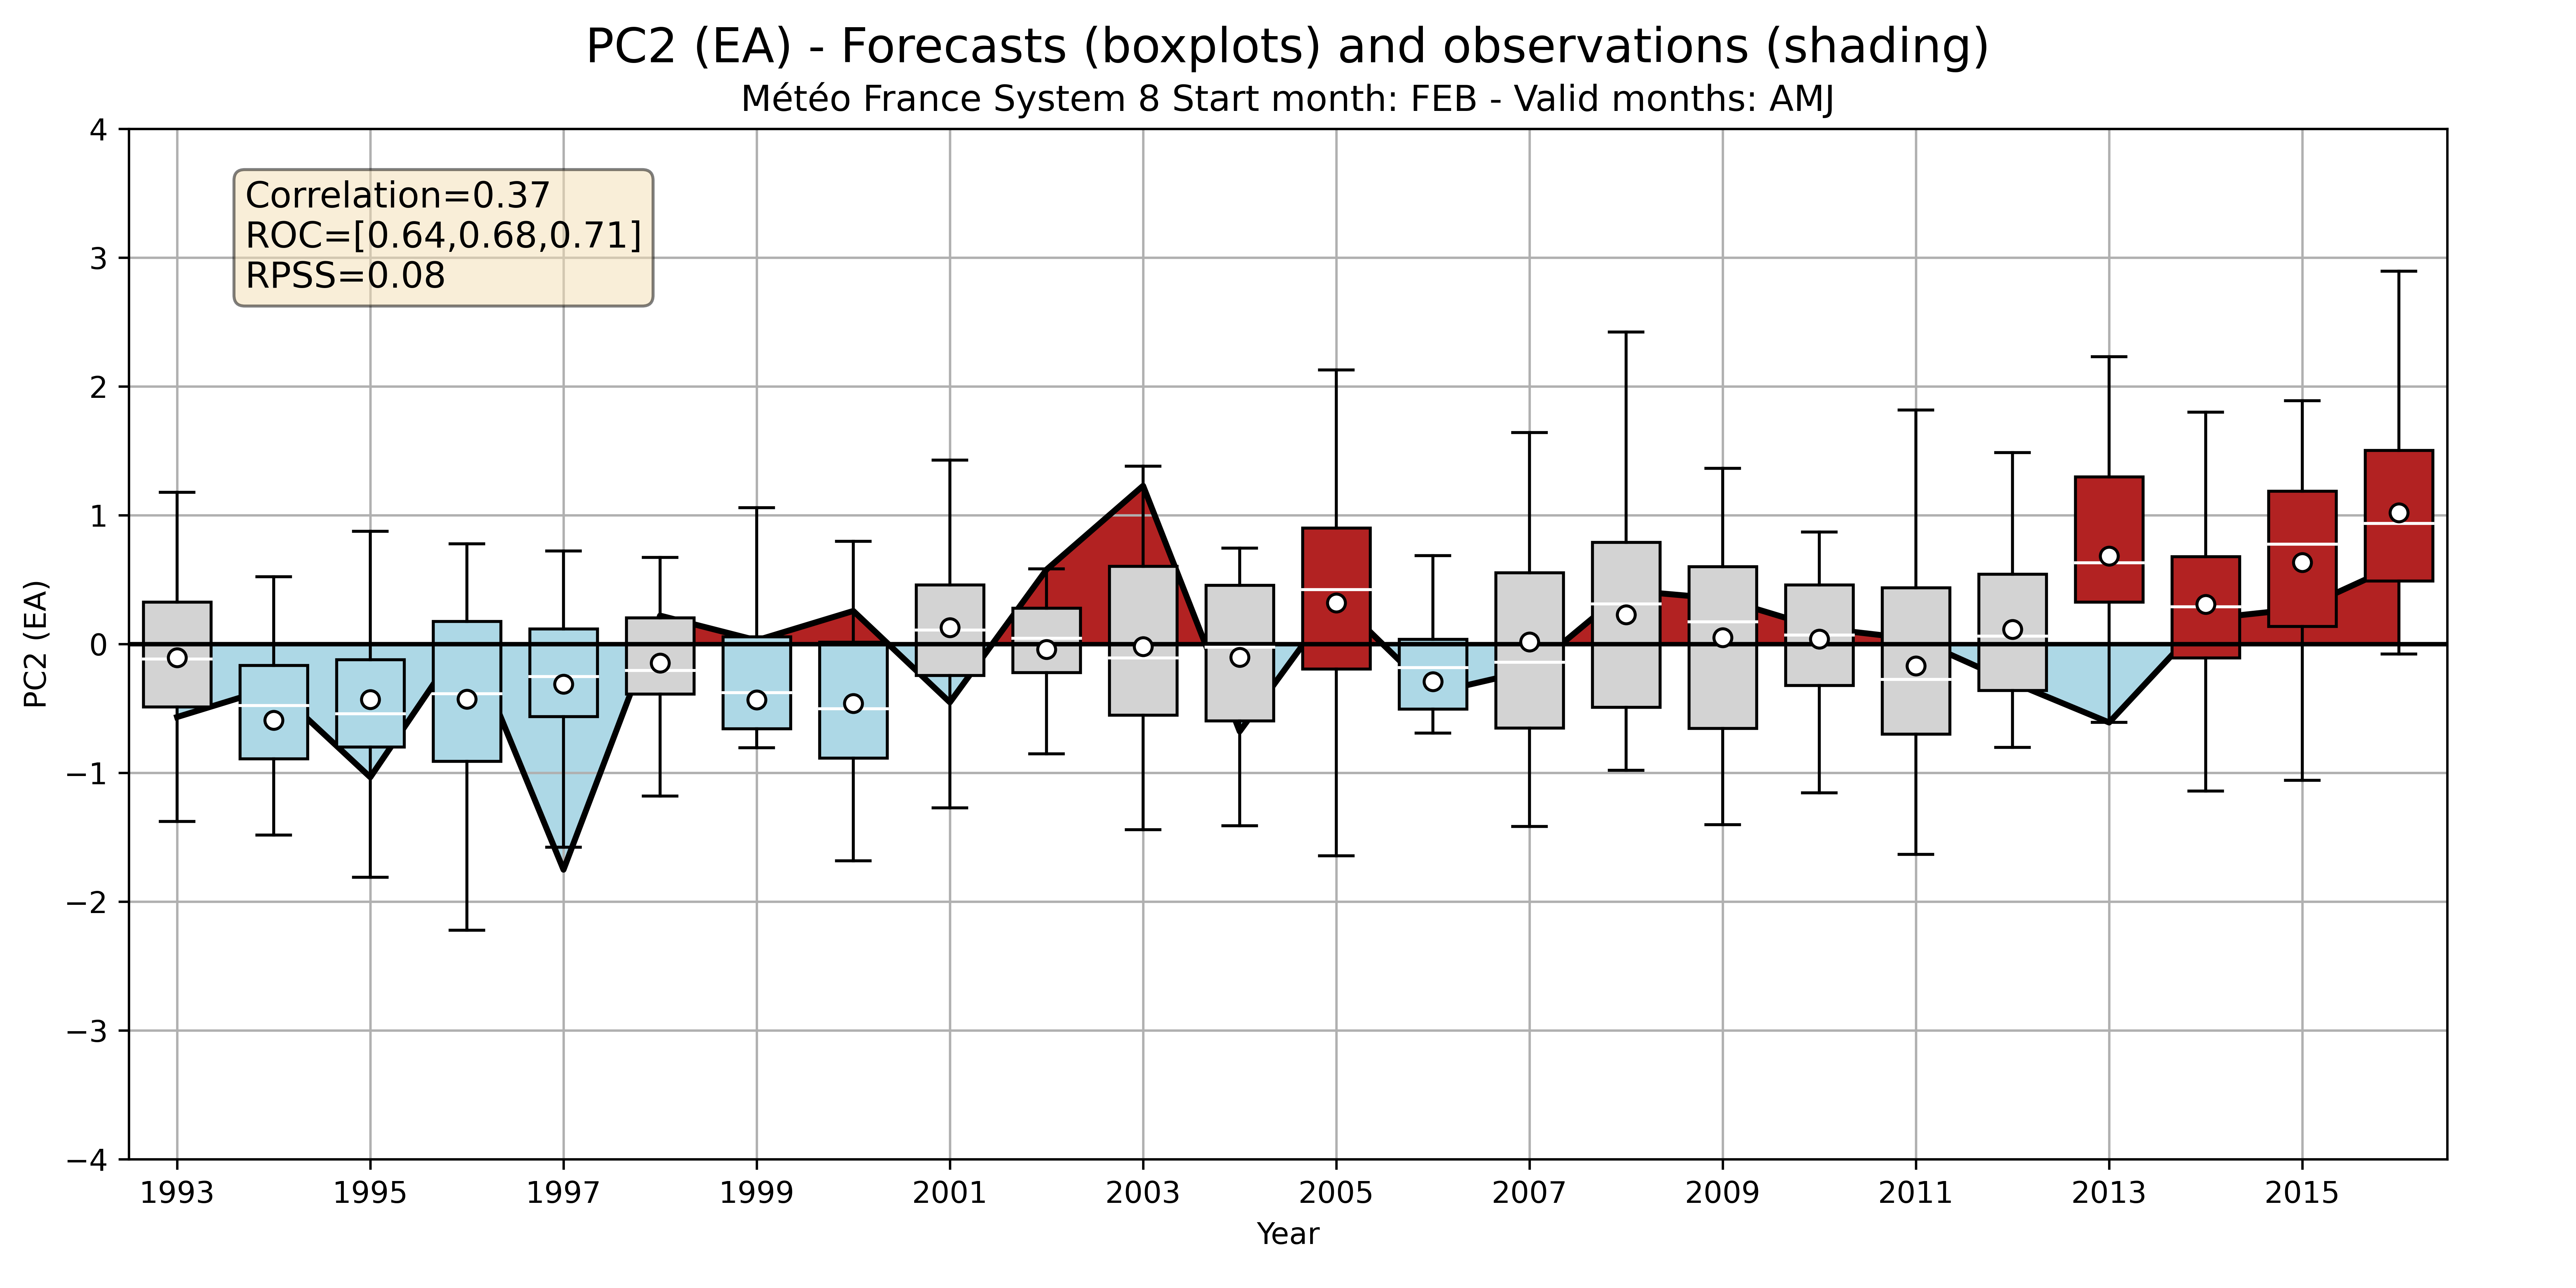 PC2 (EA) - Forecasts (boxplots) and observations (shading)
Météo France System 8 Start month: FEB - Valid months: AMJ
Correlation=0.37
ROC=[0.64,0.68,0.71]
RPSS=0.08
PC2 (EA)
4
3
2
1
0
−1
−2
−3
−4
1993 1995 1997 1999 2001 2003 2005 2007 2009 2011 2013 2015
Year